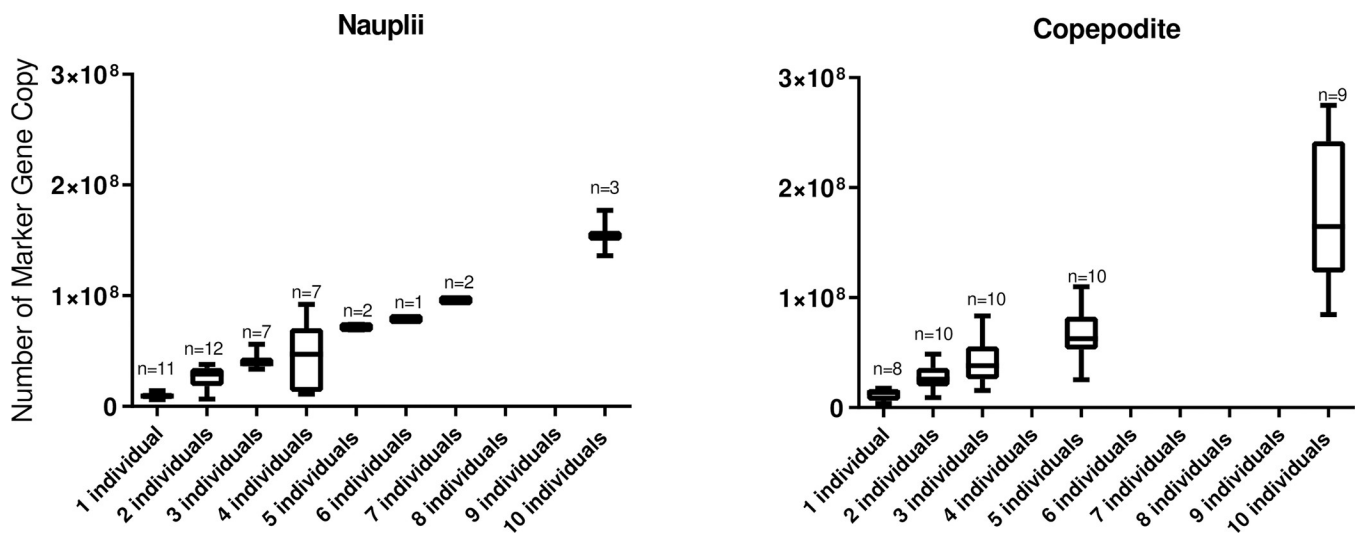 Nauplii
Number of Marker Gene Copy
3×10⁸
2×10⁸
1×10⁸
0
n=11
n=12
n=7
n=7
n=2
n=1
n=2
n=3
1 individual
2 individuals
3 individuals
4 individuals
5 individuals
6 individuals
7 individuals
8 individuals
9 individuals
10 individuals
Copepodite
3×10⁸
2×10⁸
1×10⁸
0
n=8
n=10
n=10
n=10
n=9
1 individual
2 individuals
3 individuals
4 individuals
5 individuals
6 individuals
7 individuals
8 individuals
9 individuals
10 individuals